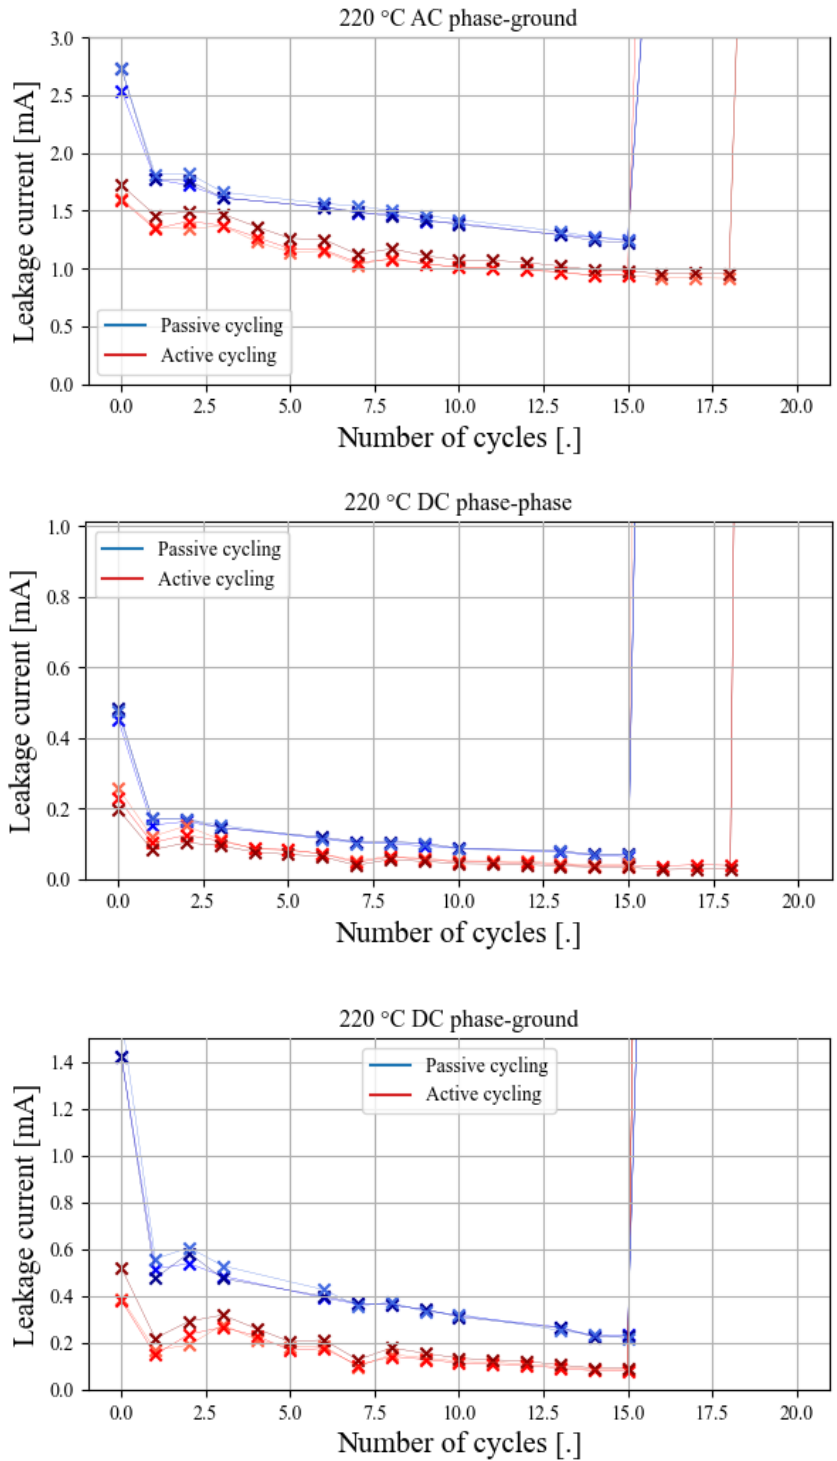 220 °C AC phase-ground
3.0
2.5
2.0
1.5
1.0
0.5
0.0
Leakage current [mA]
Passive cycling
Active cycling
0.0 2.5 5.0 7.5 10.0 12.5 15.0 17.5 20.0
Number of cycles [.]
220 °C DC phase-phase
1.0
0.8
0.6
0.4
0.2
0.0
Leakage current [mA]
Passive cycling
Active cycling
0.0 2.5 5.0 7.5 10.0 12.5 15.0 17.5 20.0
Number of cycles [.]
220 °C DC phase-ground
1.4
1.2
1.0
0.8
0.6
0.4
0.2
0.0
Leakage current [mA]
Passive cycling
Active cycling
0.0 2.5 5.0 7.5 10.0 12.5 15.0 17.5 20.0
Number of cycles [.]